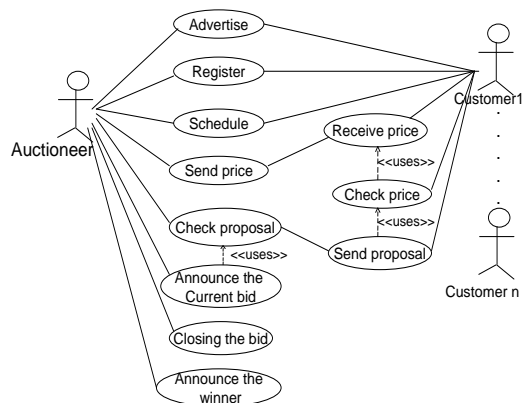 Advertise
Register
Customer1
Schedule
Receive price
Auctioneer
Send price
<<uses>>
Check price
Check proposal
<<uses>>
<<uses>>
Send proposal
Announce the
Current bid
Customer n
Closing the bid
Announce the
winner